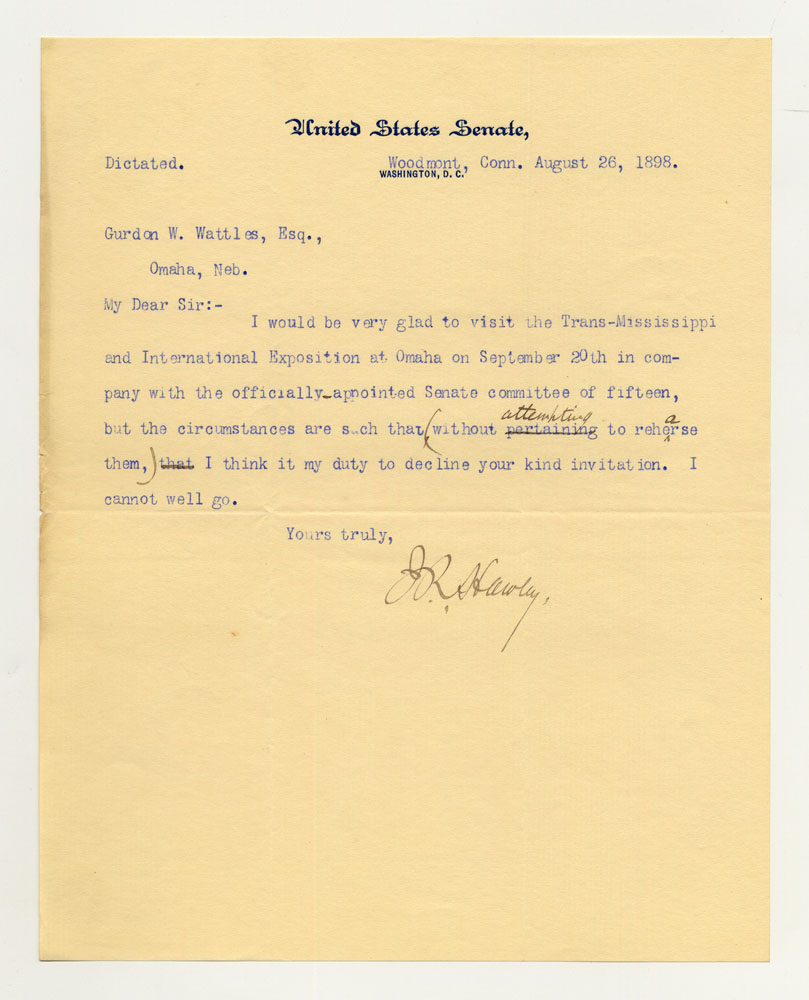 United States Senate,
Dictated. Woodmont, Conn. August 26, 1898.
WASHINGTON, D. C.
Gurdon W. Wattles, Esq.,
Omaha, Neb.
My Dear Sir:-
I would be very glad to visit the Trans-Mississippi
and International Exposition at Omaha on September 20th in com-
pany with the officially appointed Senate committee of fifteen,
attempting
but the circumstances are such that (without pertaining to rehearse
them,) that I think it my duty to decline your kind invitation. I
cannot well go.
Yours truly,
J.R. Hawley.